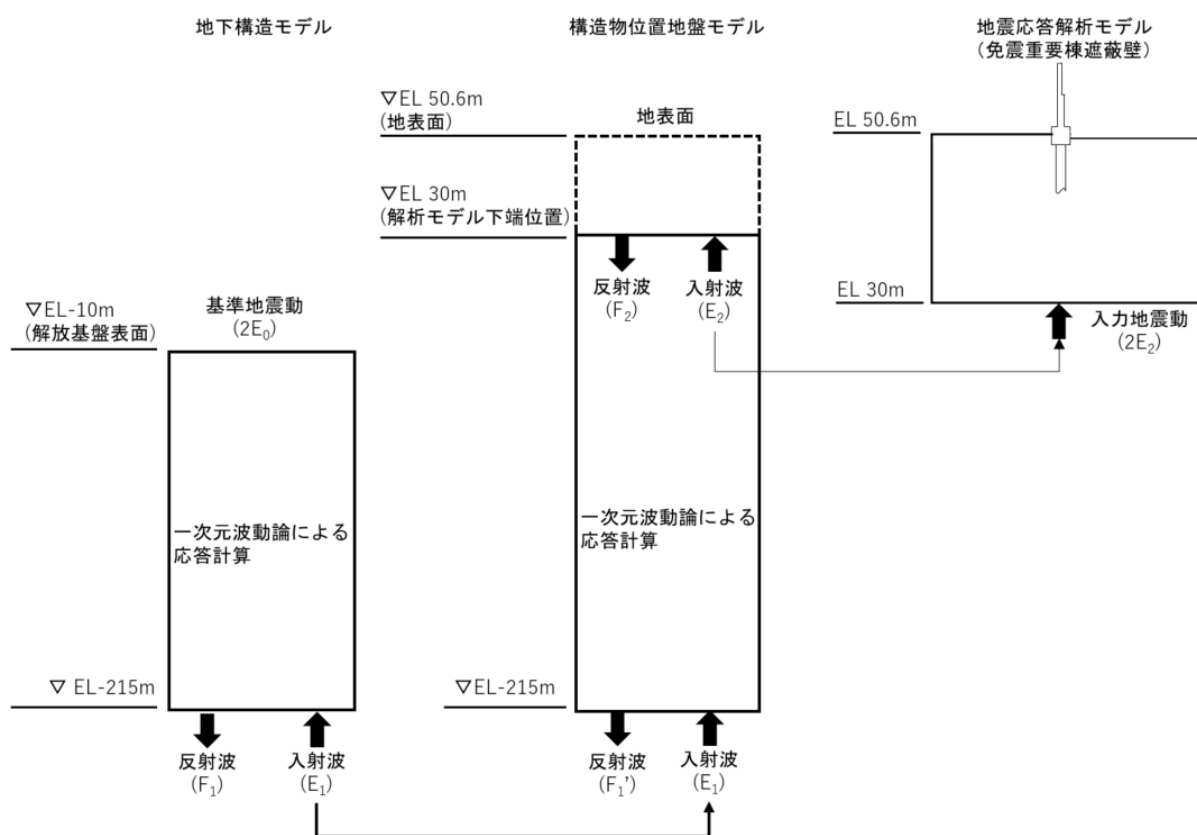 地下構造モデル
構造物位置地盤モデル
地震応答解析モデル
(免震重要棟遮蔽壁)
▽EL 50.6m
(地表面)
地表面
EL 50.6m
▽EL 30m
(解析モデル下端位置)
反射波
(F₂)
入射波
(E₂)
EL 30m
入力地震動
(2E₂)
▽EL-10m
(解放基盤表面)
基準地震動
(2E₀)
一次元波動論による
応答計算
一次元波動論による
応答計算
▽ EL-215m
▽EL-215m
反射波
(F₁)
入射波
(E₁)
反射波
(F₁')
入射波
(E₁)